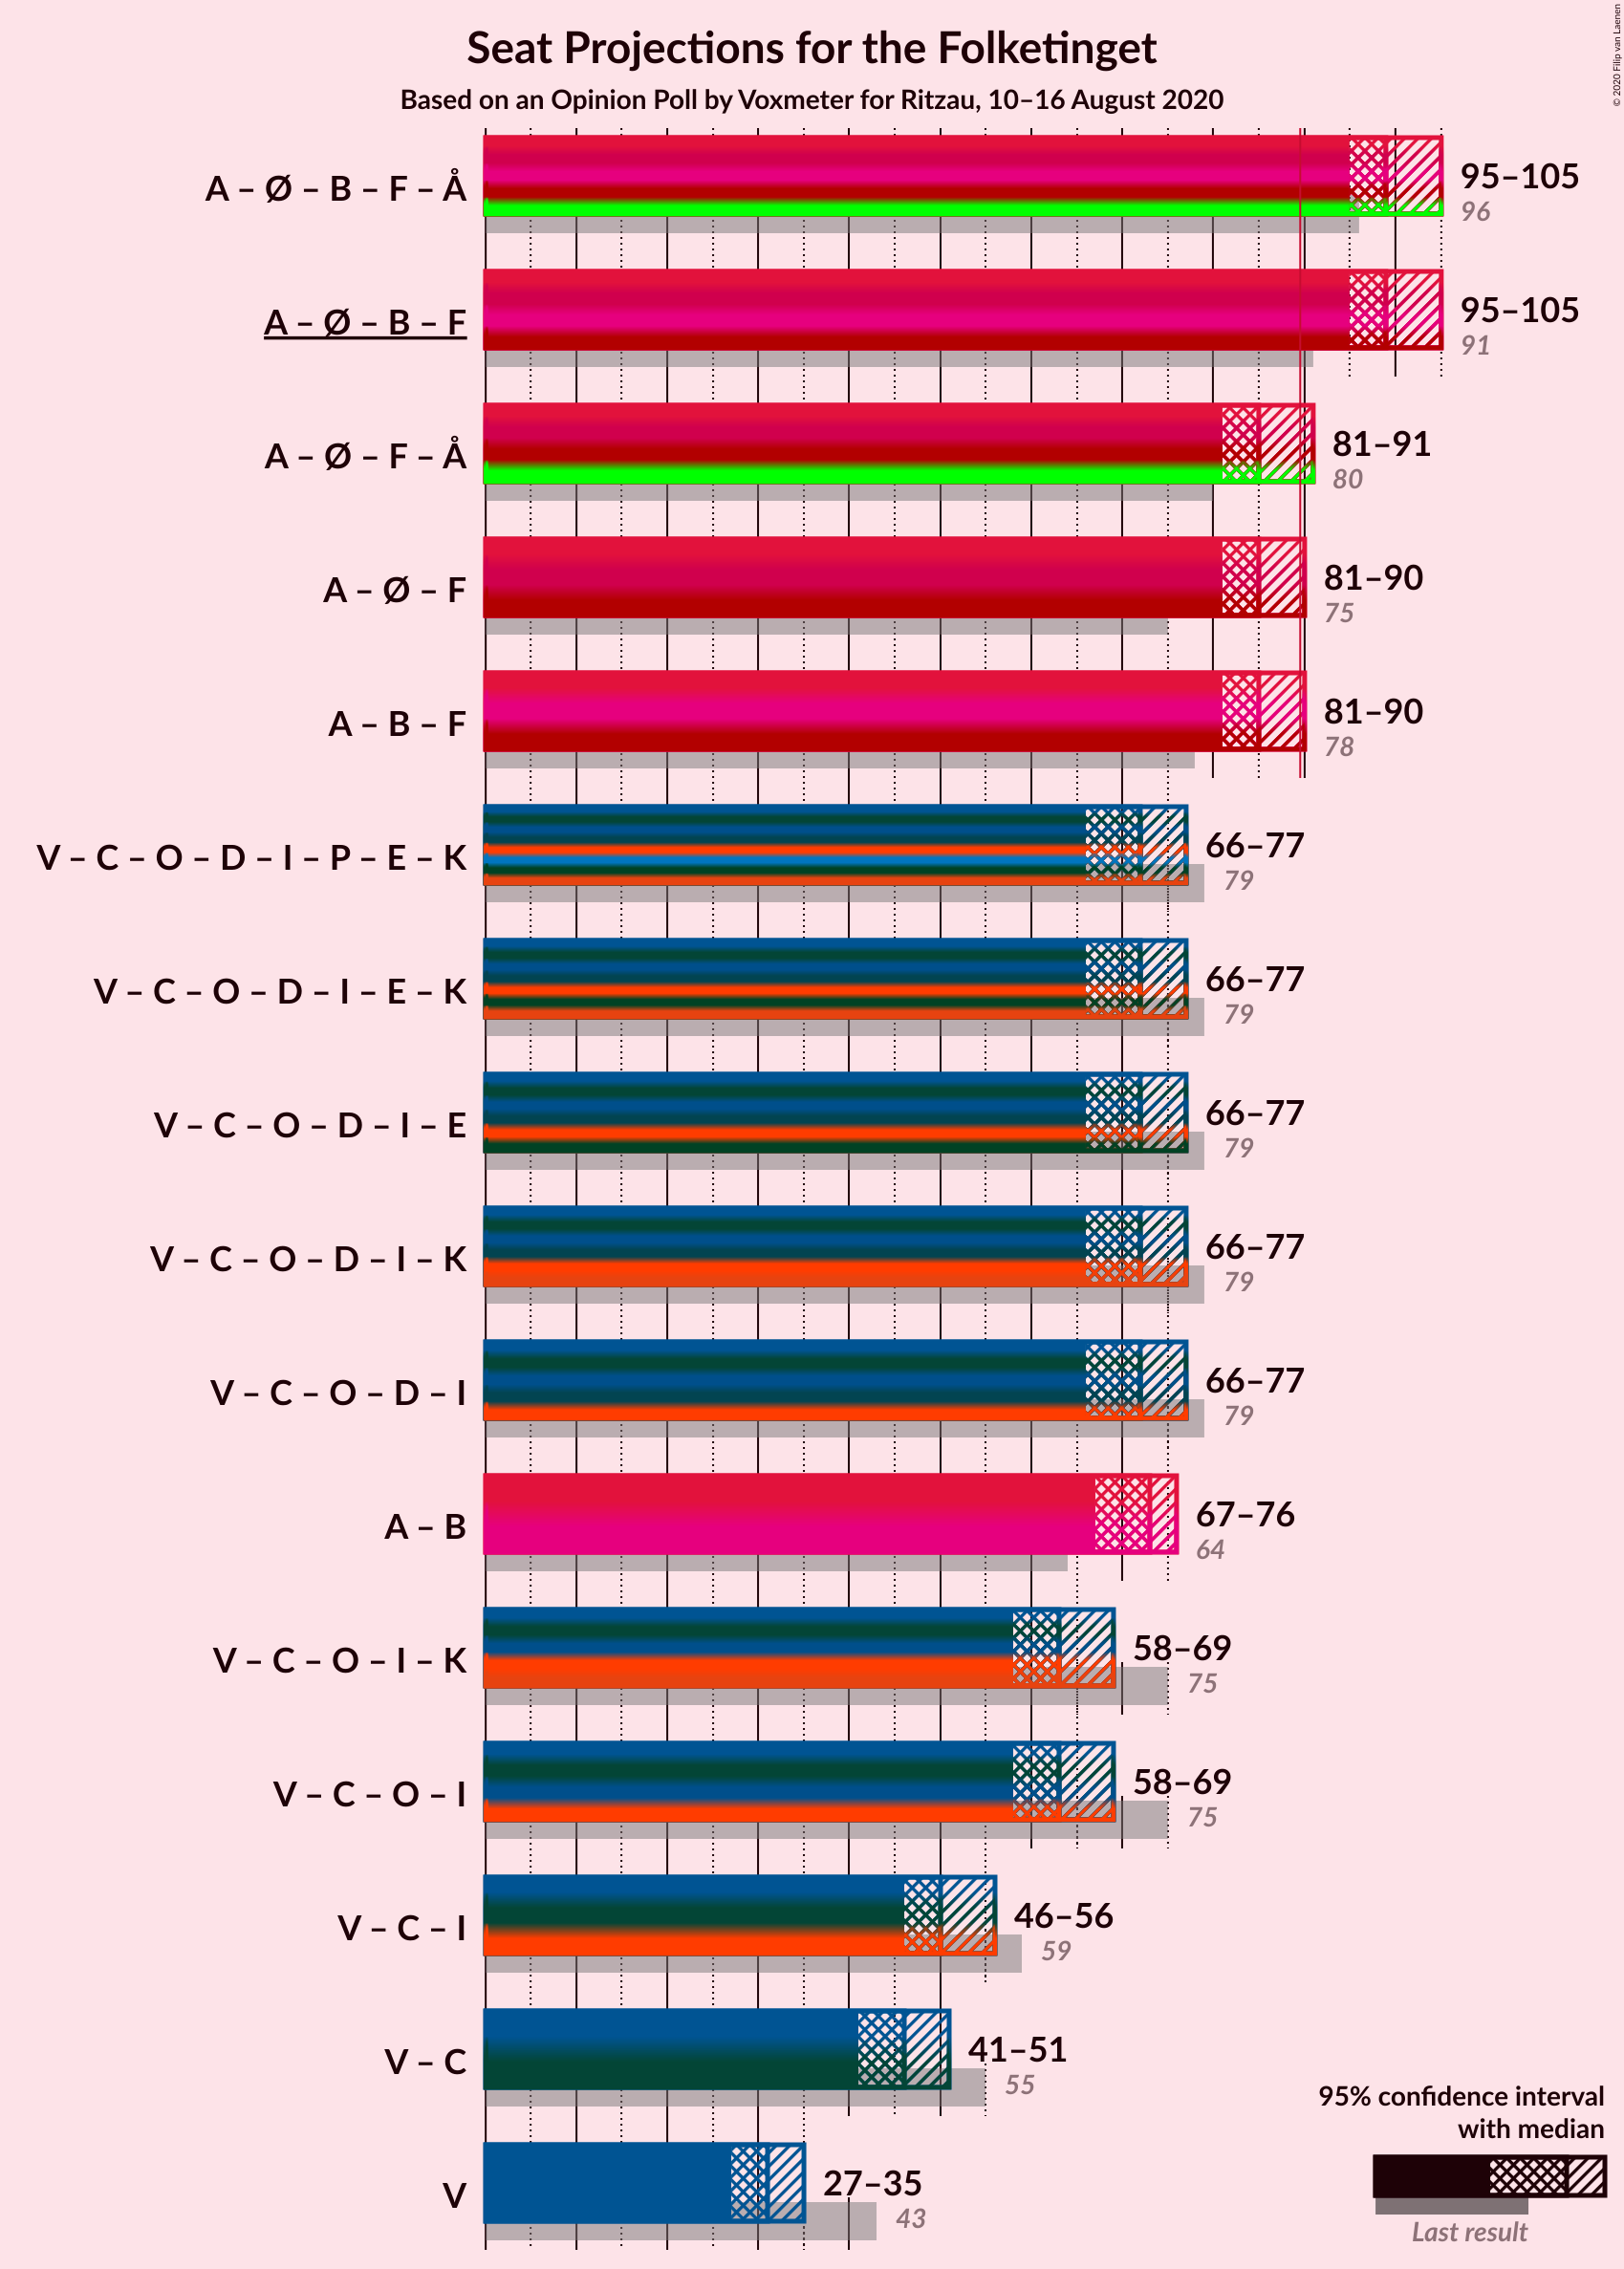 Seat Projections for the Folketinget
Based on an Opinion Poll by Voxmeter for Ritzau, 10–16 August 2020
© 2020 Filip van Laenen
A – Ø – B – F – Å
95–105
96
A – Ø – B – F
95–105
91
A – Ø – F – Å
81–91
80
A – Ø – F
81–90
75
A – B – F
81–90
78
V – C – O – D – I – P – E – K
66–77
79
V – C – O – D – I – E – K
66–77
79
V – C – O – D – I – E
66–77
79
V – C – O – D – I – K
66–77
79
V – C – O – D – I
66–77
79
A – B
67–76
64
V – C – O – I – K
58–69
75
V – C – O – I
58–69
75
V – C – I
46–56
59
V – C
41–51
55
V
27–35
43
95% confidence interval
with median
Last result